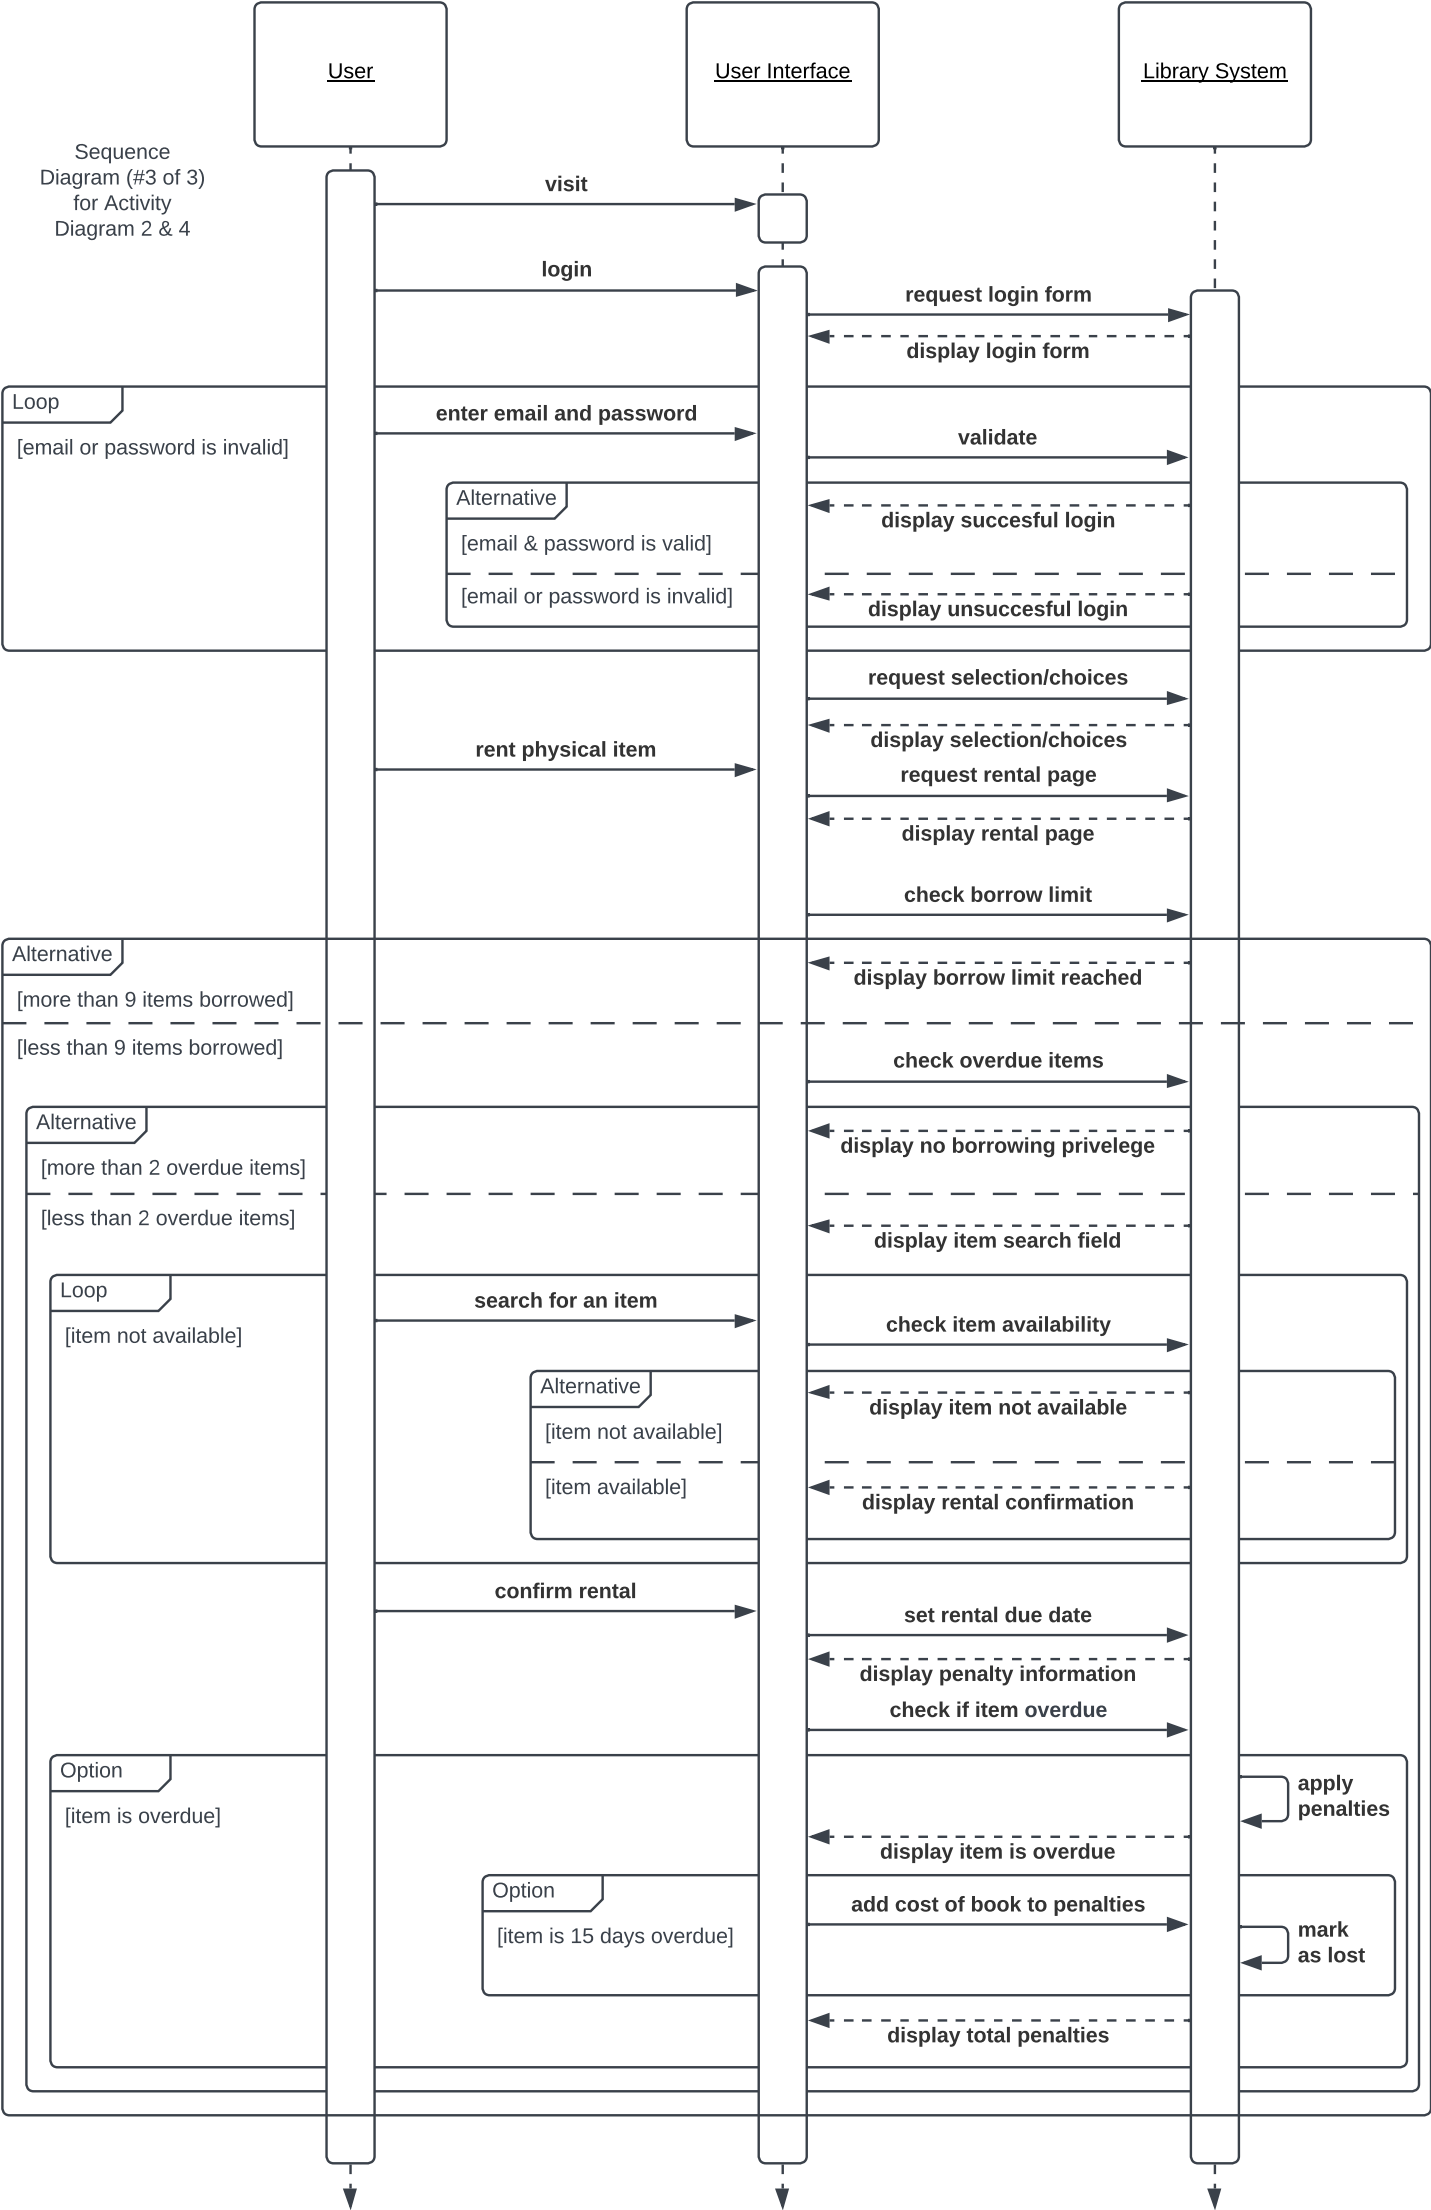 User
User Interface
Library System
Sequence
Diagram (#3 of 3)
for Activity
Diagram 2 & 4
visit
login
request login form
display login form
Loop
[email or password is invalid]
enter email and password
validate
Alternative
[email & password is valid]
display succesful login
[email or password is invalid]
display unsuccesful login
request selection/choices
display selection/choices
rent physical item
request rental page
display rental page
check borrow limit
Alternative
[more than 9 items borrowed]
display borrow limit reached
[less than 9 items borrowed]
check overdue items
Alternative
[more than 2 overdue items]
display no borrowing privelege
[less than 2 overdue items]
display item search field
Loop
[item not available]
search for an item
check item availability
Alternative
[item not available]
display item not available
[item available]
display rental confirmation
confirm rental
set rental due date
display penalty information
check if item overdue
Option
[item is overdue]
apply
penalties
display item is overdue
Option
[item is 15 days overdue]
add cost of book to penalties
mark
as lost
display total penalties